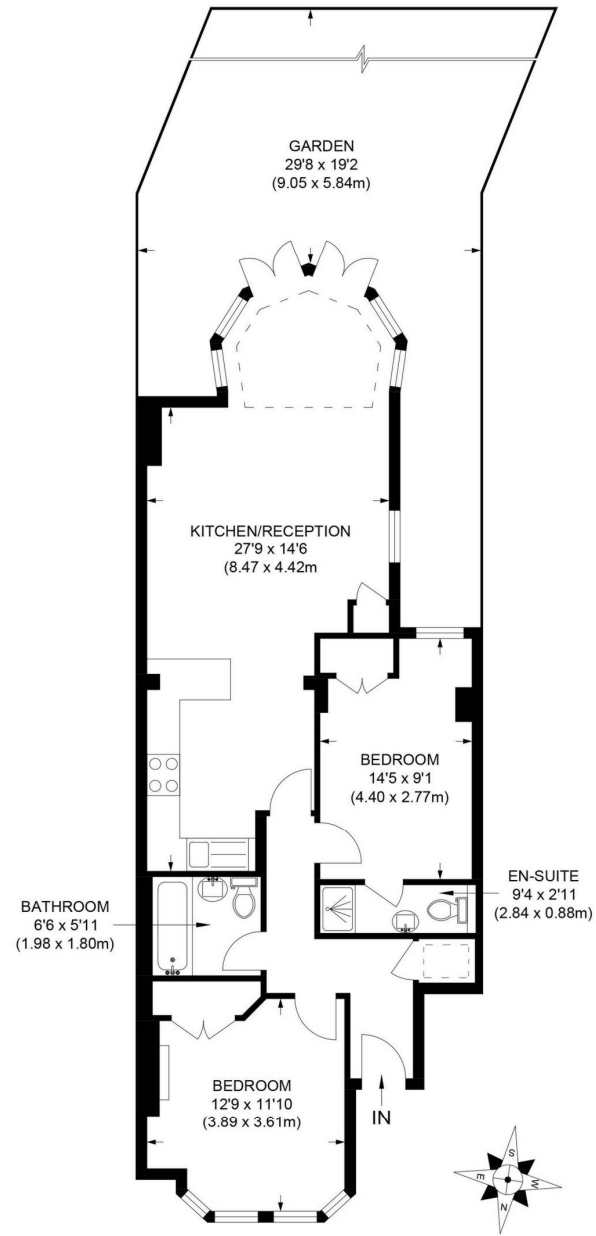 GARDEN
29'8 x 19'2
(9.05 x 5.84m)
KITCHEN/RECEPTION
27'9 x 14'6
(8.47 x 4.42m
BEDROOM
14'5 x 9'1
(4.40 x 2.77m)
EN-SUITE
9'4 x 2'11
(2.84 x 0.88m)
BATHROOM
6'6 x 5'11
(1.98 x 1.80m)
BEDROOM
12'9 x 11'10
(3.89 x 3.61m)
IN
S
E
W
N